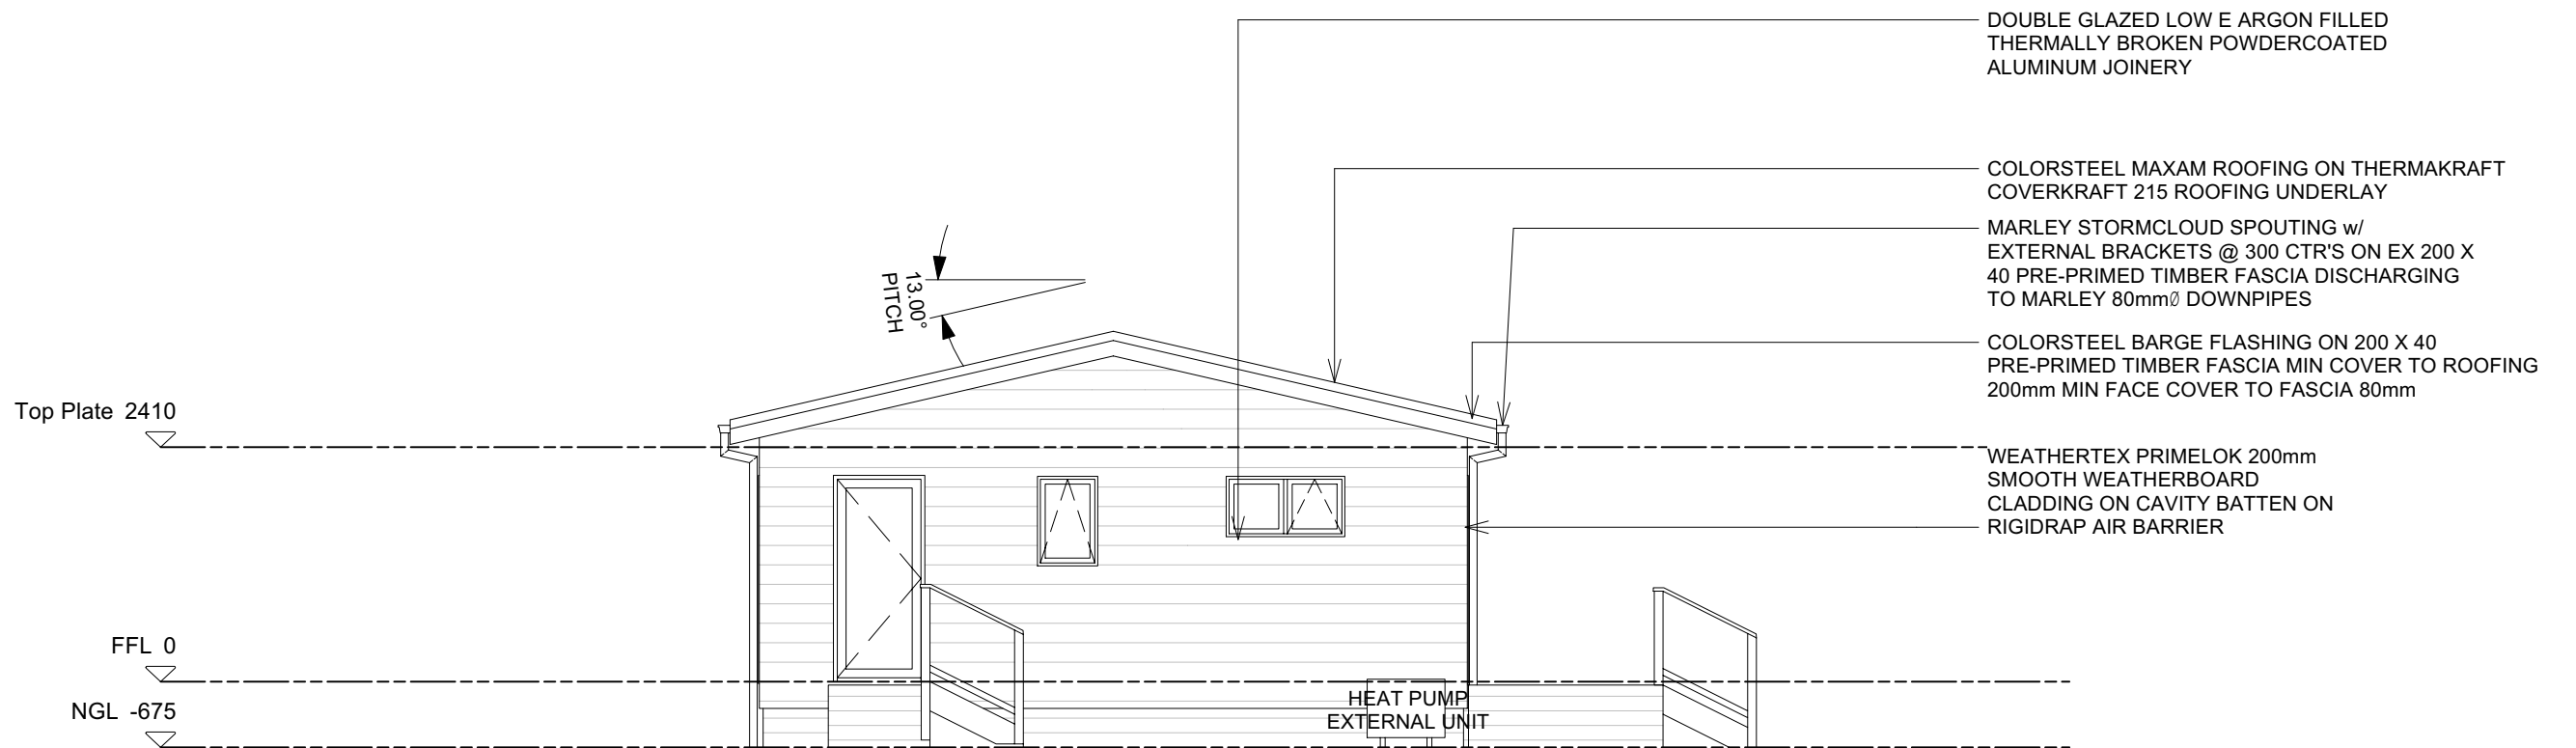 DOUBLE GLAZED LOW E ARGON FILLED
THERMALLY BROKEN POWDERCOATED
ALUMINUM JOINERY
COLORSTEEL MAXAM ROOFING ON THERMAKRAFT
COVERKRAFT 215 ROOFING UNDERLAY
MARLEY STORMCLOUD SPOUTING w/
EXTERNAL BRACKETS @ 300 CTR'S ON EX 200 X
40 PRE-PRIMED TIMBER FASCIA DISCHARGING
TO MARLEY 80mmØ DOWNPIPES
13.00°
PITCH
COLORSTEEL BARGE FLASHING ON 200 X 40
PRE-PRIMED TIMBER FASCIA MIN COVER TO ROOFING
200mm MIN FACE COVER TO FASCIA 80mm
Top Plate 2410
WEATHERTEX PRIMELOK 200mm
SMOOTH WEATHERBOARD
CLADDING ON CAVITY BATTEN ON
RIGIDRAP AIR BARRIER
FFL 0
NGL -675
HEAT PUMP
EXTERNAL UNIT